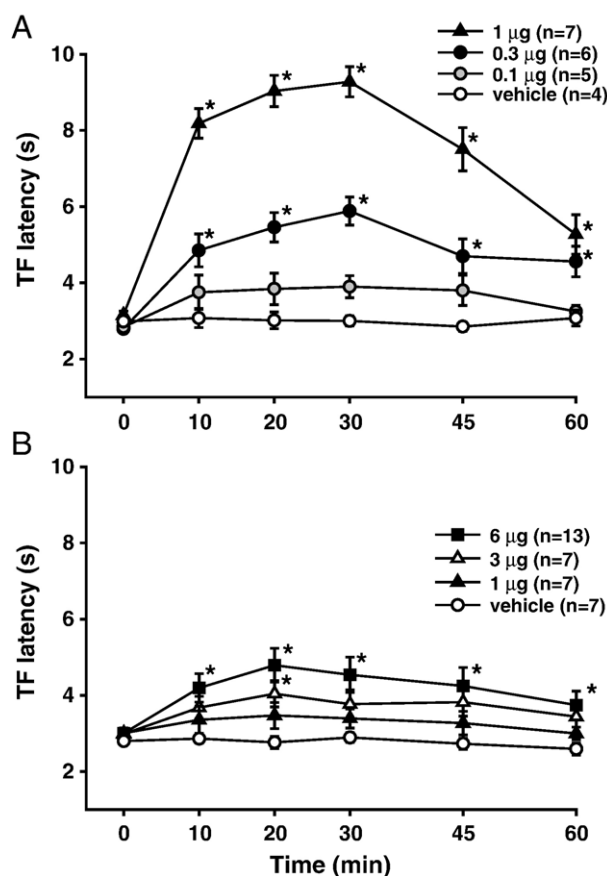 A
1 μg (n=7)
0.3 μg (n=6)
0.1 μg (n=5)
vehicle (n=4)
TF latency (s)
10
8
6
4
2
* * * * *
* * * * *
0 10 20 30 45 60
B
6 μg (n=13)
3 μg (n=7)
1 μg (n=7)
vehicle (n=7)
TF latency (s)
10
8
6
4
2
* * * * *
*
0 10 20 30 45 60
Time (min)